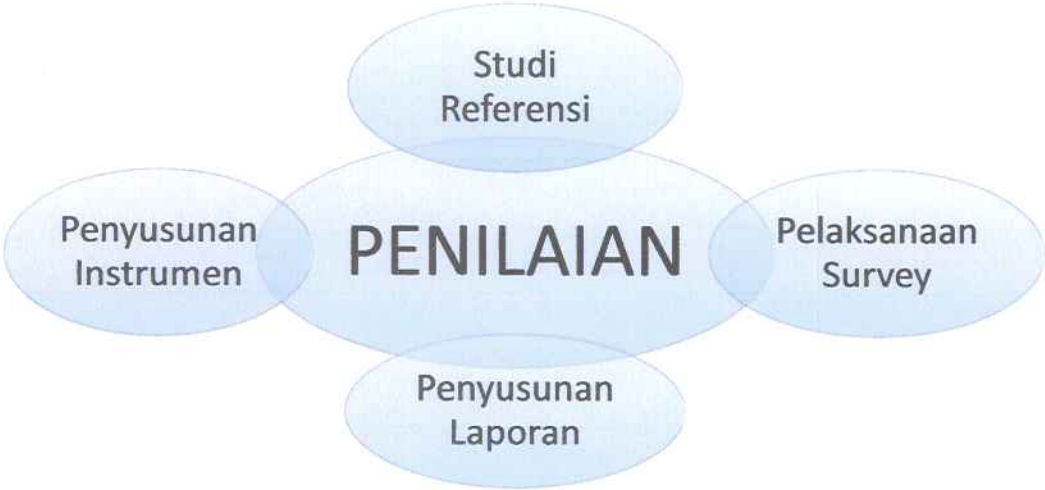 Studi
Referensi
Penyusunan
Instrumen
PENILAIAN
Pelaksanaan
Survey
Penyusunan
Laporan